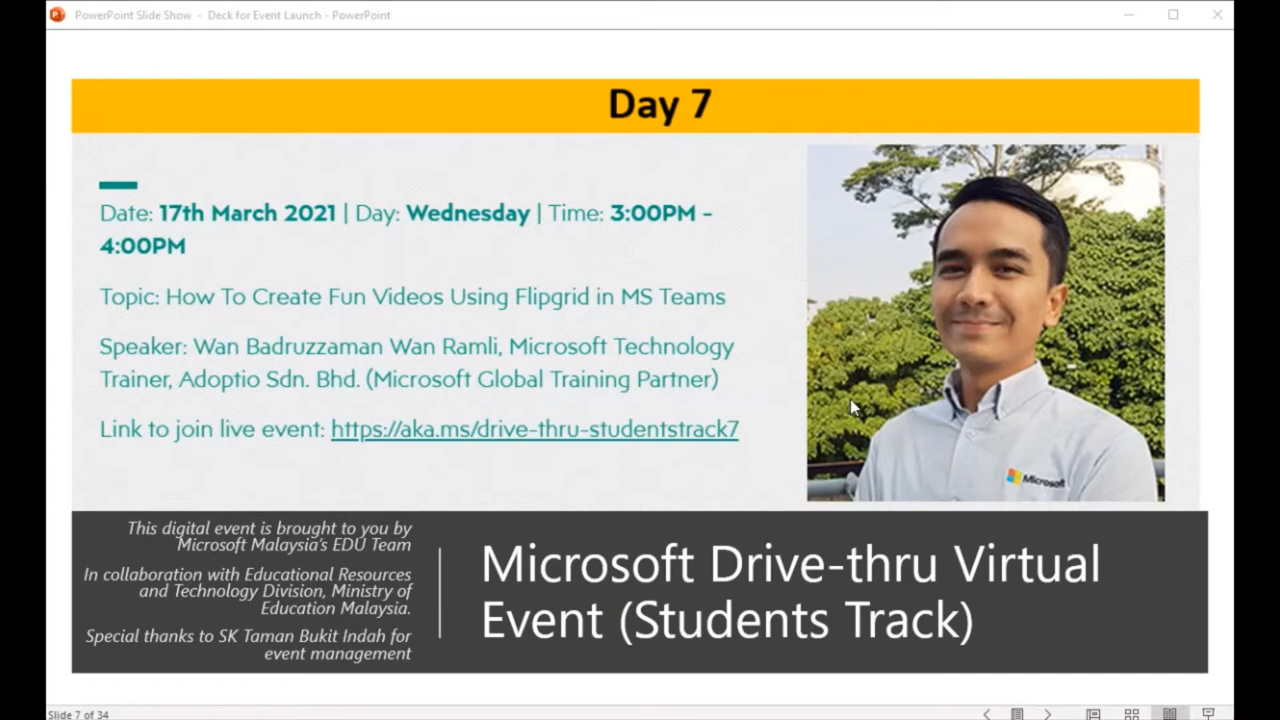 PowerPoint Slide Show - Deck for Event Launch - PowerPoint
Day 7
Date: 17th March 2021 | Day: Wednesday | Time: 3:00PM -
4:00PM
Topic: How To Create Fun Videos Using Flipgrid in MS Teams
Speaker: Wan Badruzzaman Wan Ramli, Microsoft Technology
Trainer, Adoptio Sdn. Bhd. (Microsoft Global Training Partner)
Link to join live event: https://aka.ms/drive-thru-studentstrack7
Microsoft
This digital event is brought to you by
Microsoft Malaysia's EDU Team
In collaboration with Educational Resources
and Technology Division, Ministry of
Education Malaysia.
Special thanks to SK Taman Bukit Indah for
event management
Microsoft Drive-thru Virtual
Event (Students Track)
Slide 7 of 34